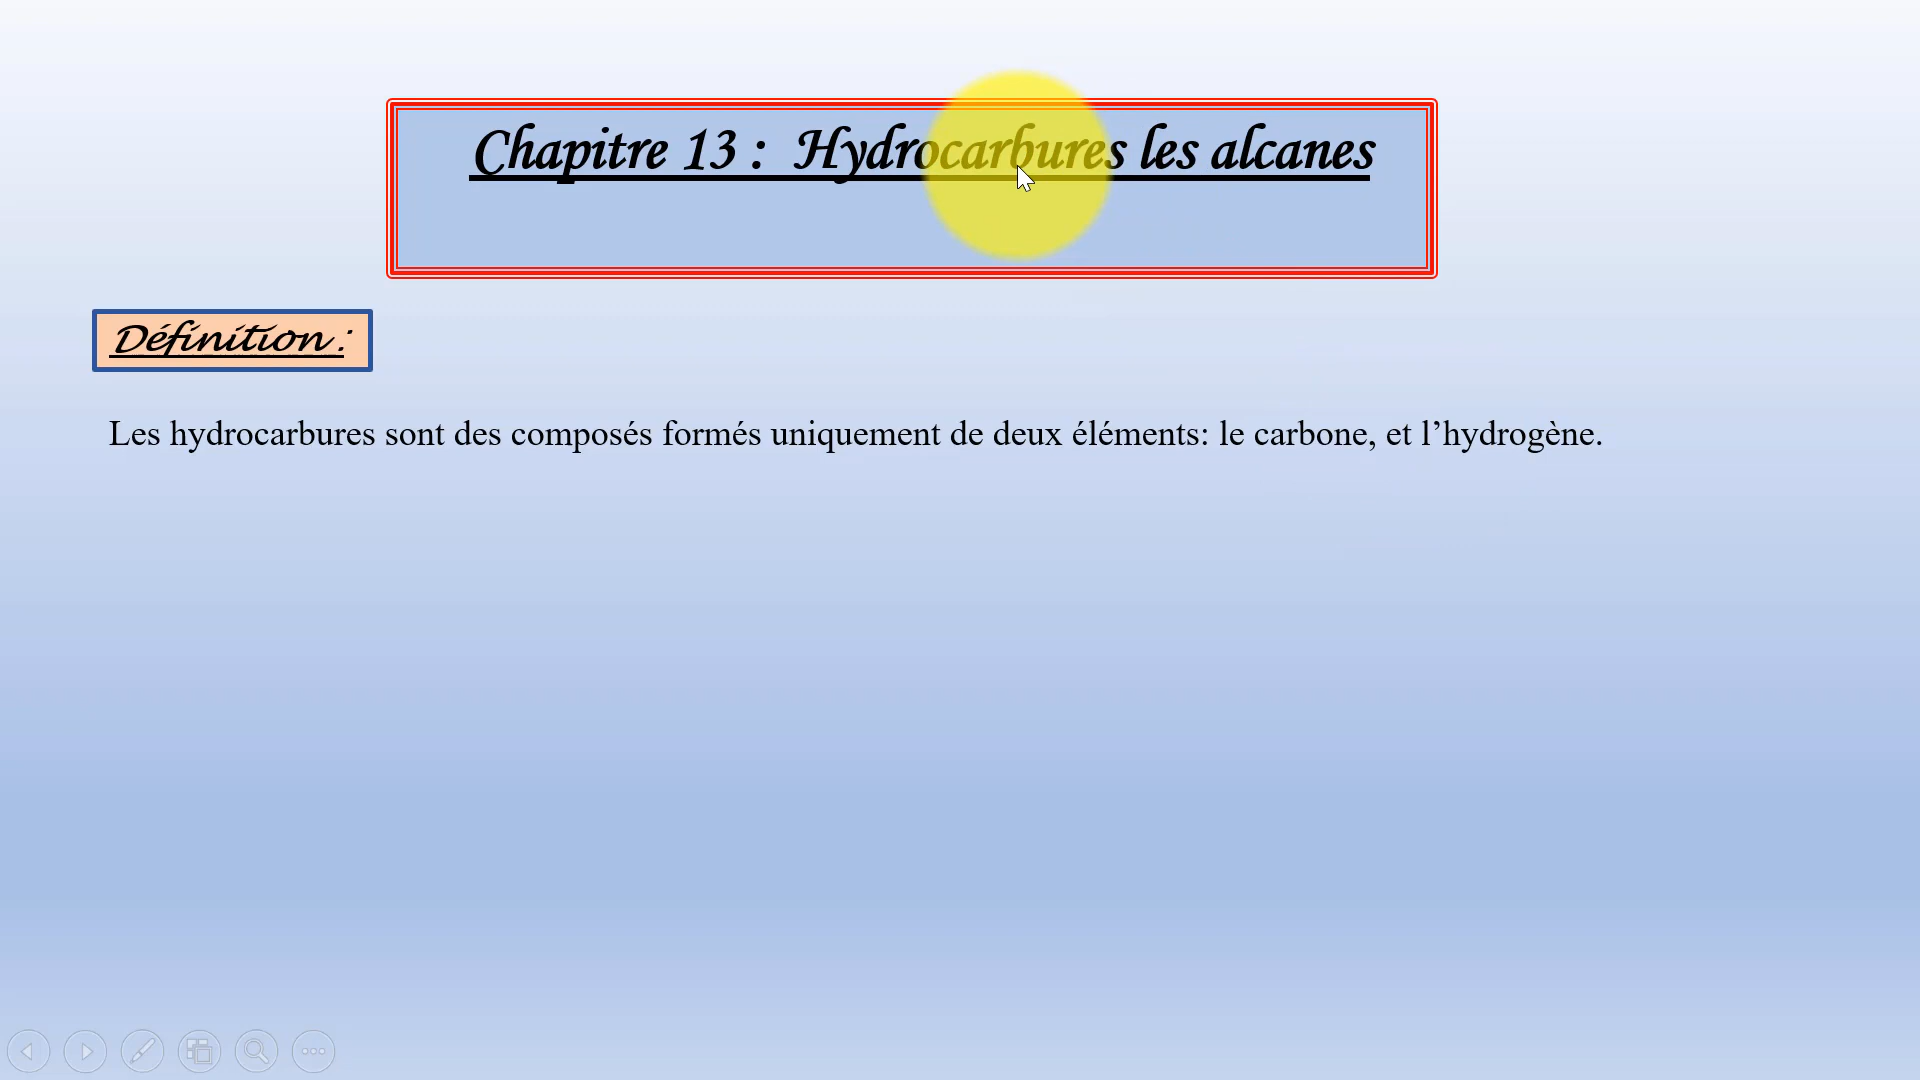 Chapitre 13 : Hydrocarbures les alcanes
Définition :
Les hydrocarbures sont des composés formés uniquement de deux éléments: le carbone, et l’hydrogène.